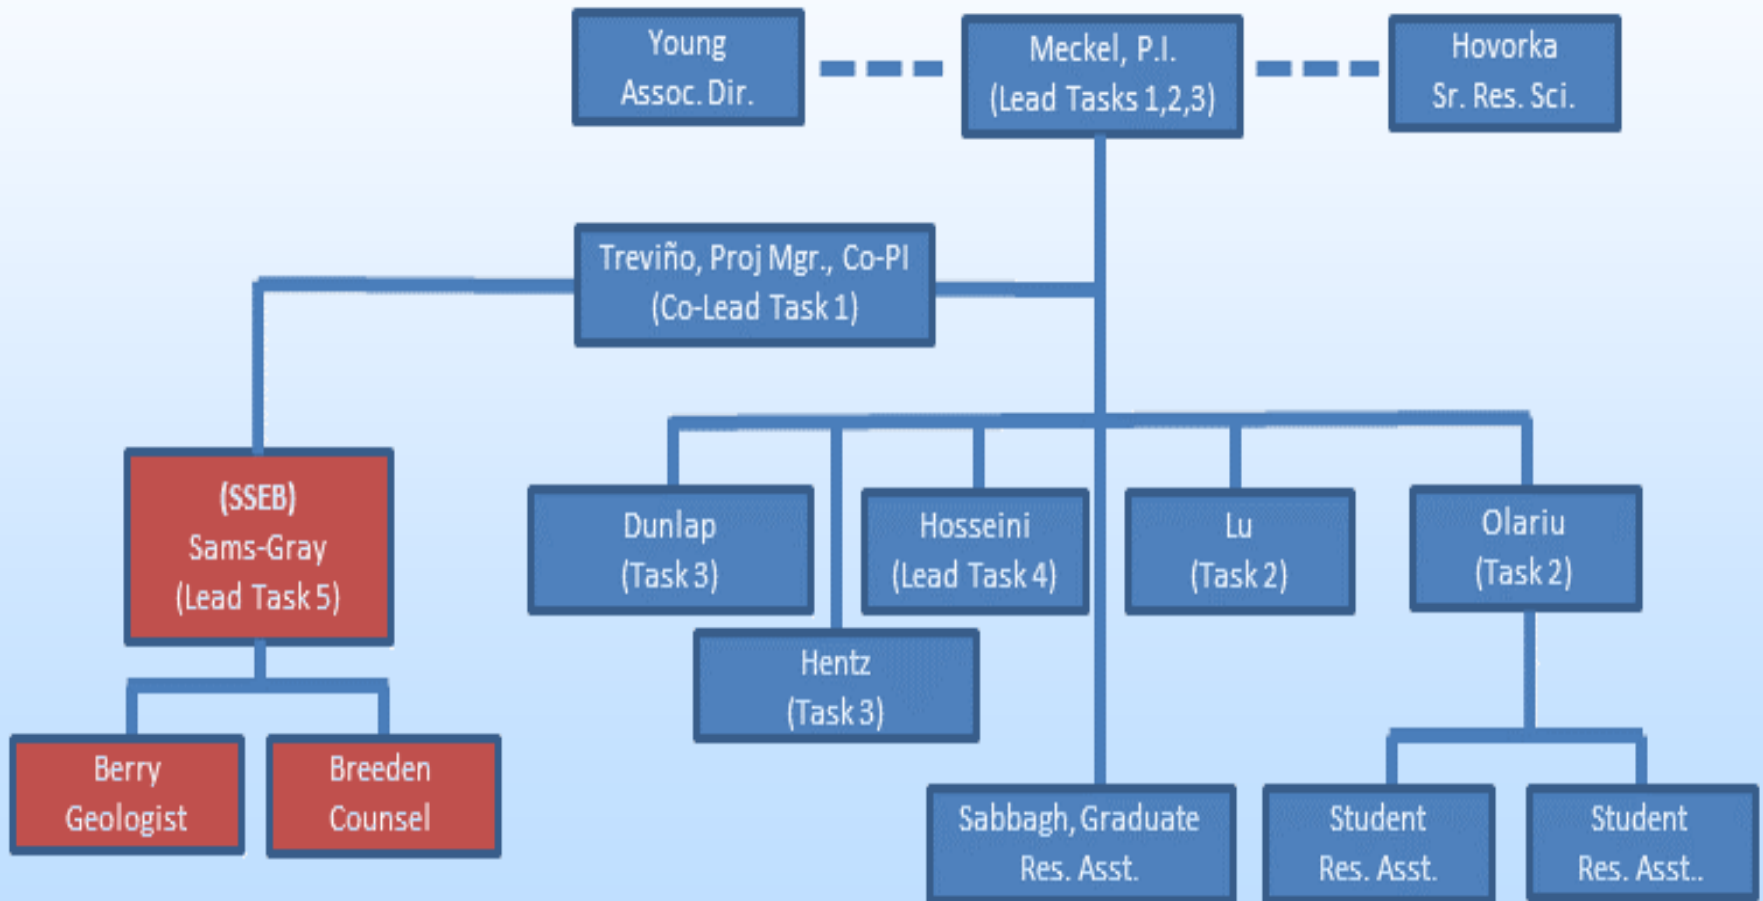 Young
Assoc. Dir.
Meckel, P.I.
(Lead Tasks 1,2,3)
Hovorka
Sr. Res. Sci.
Treviño, Proj Mgr., Co-PI
(Co-Lead Task 1)
(SSEB)
Sams-Gray
(Lead Task 5)
Dunlap
(Task 3)
Hosseini
(Lead Task 4)
Lu
(Task 2)
Olariu
(Task 2)
Hentz
(Task 3)
Berry
Geologist
Breeden
Counsel
Sabbagh, Graduate
Res. Asst.
Student
Res. Asst.
Student
Res. Asst..